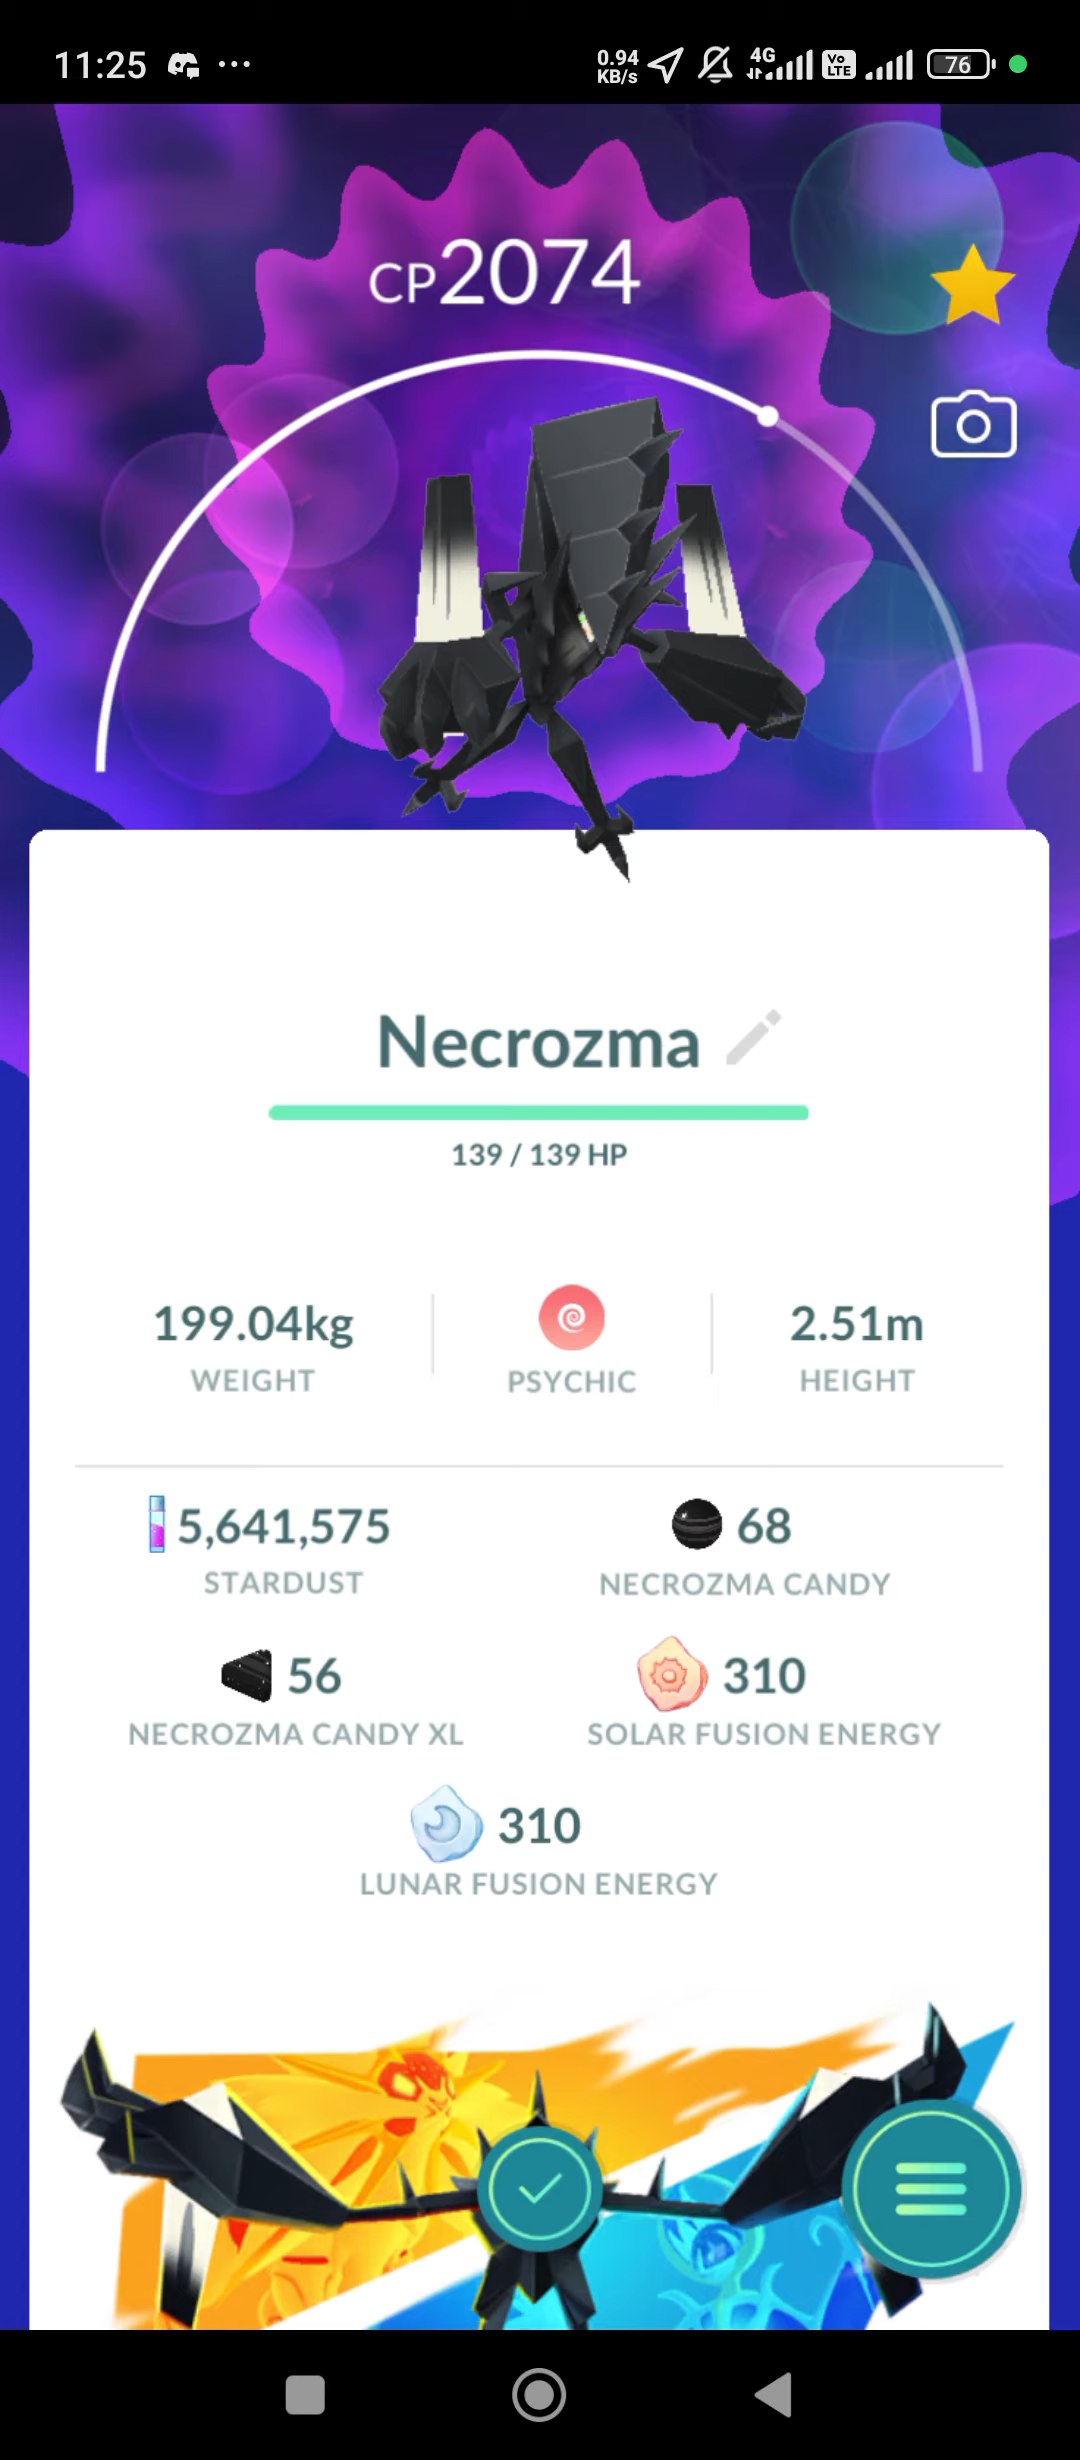 11:25
0.94
KB/s
4G
Vo
LTE
76
CP2074
Necrozma
139 / 139 HP
199.04kg
WEIGHT
PSYCHIC
2.51m
HEIGHT
5,641,575
STARDUST
68
NECROZMA CANDY
56
NECROZMA CANDY XL
310
SOLAR FUSION ENERGY
310
LUNAR FUSION ENERGY